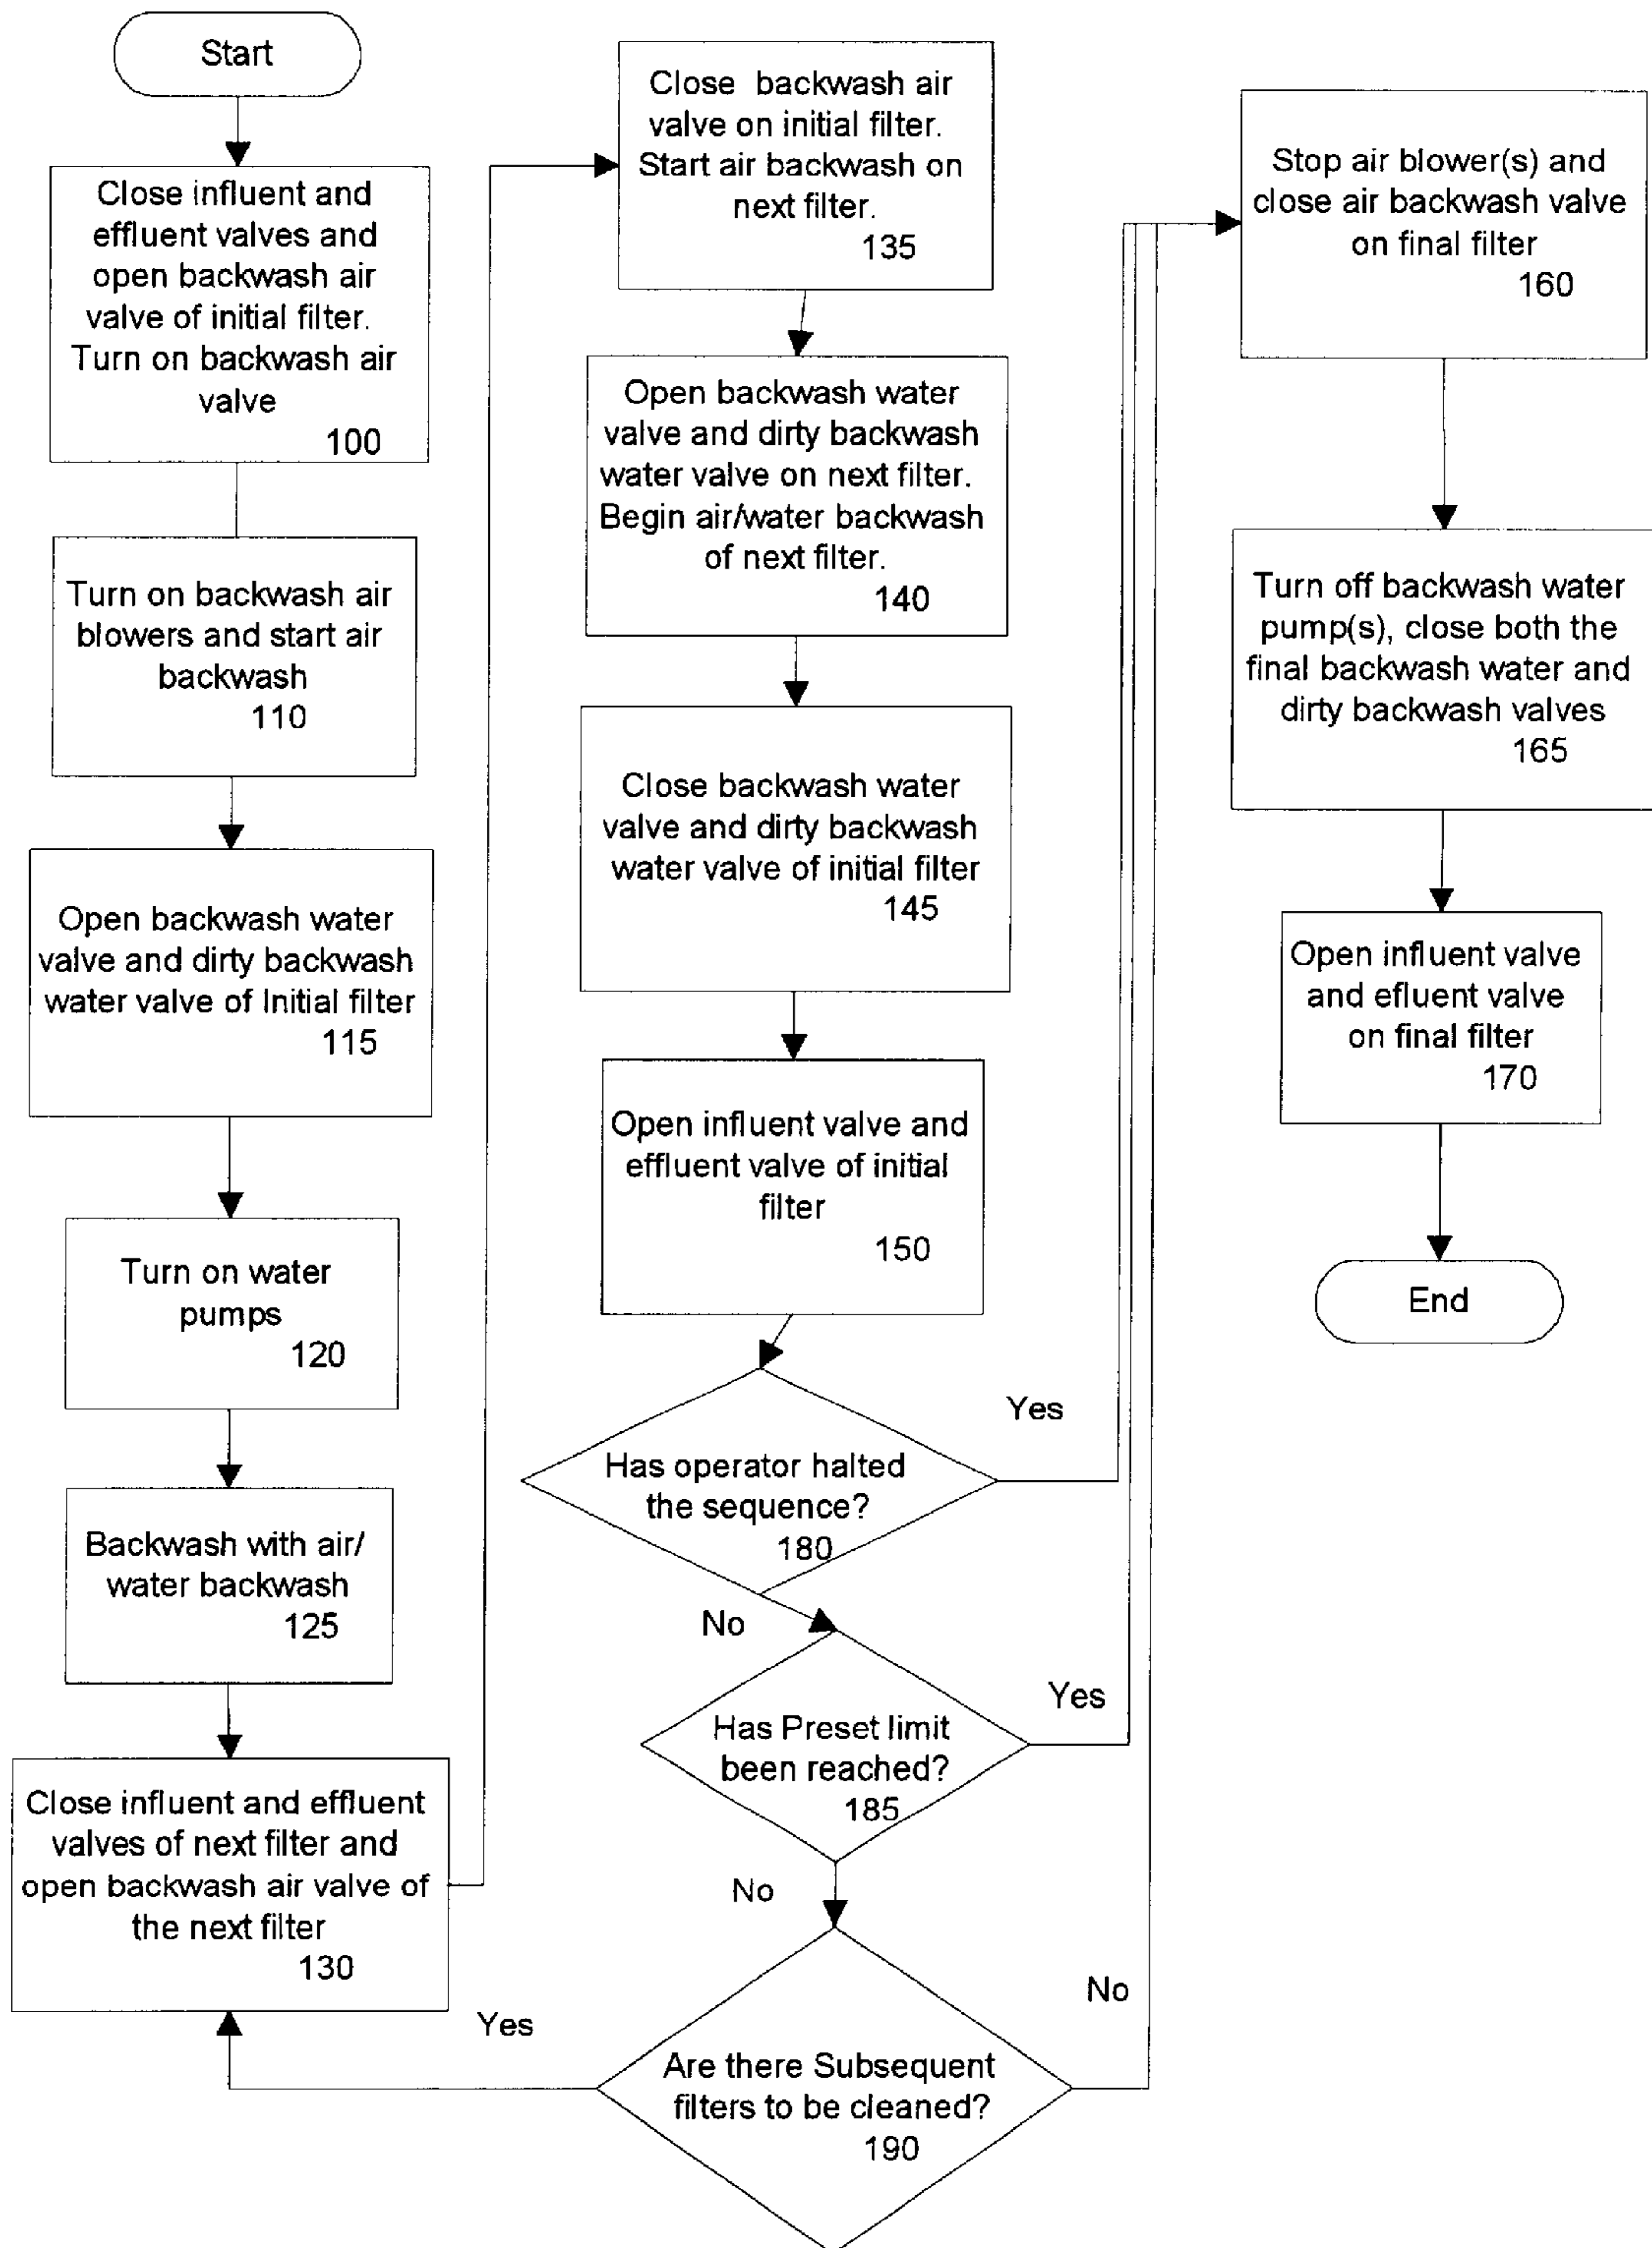 Start
Close influent and
effluent valves and
open backwash air
valve of initial filter.
Turn on backwash air
valve
100
Turn on backwash air
blowers and start air
backwash
110
Open backwash water
valve and dirty backwash
water valve of Initial filter
115
Turn on water
pumps
120
Backwash with air/
water backwash
125
Close influent and effluent
valves of next filter and
open backwash air valve of
the next filter
130
Close backwash air
valve on initial filter.
Start air backwash on
next filter.
135
Open backwash water
valve and dirty backwash
water valve on next filter.
Begin air/water backwash
of next filter.
140
Close backwash water
valve and dirty backwash
water valve of initial filter
145
Open influent valve and
effluent valve of initial
filter
150
Has operator halted
the sequence?
180
Yes
No
Has Preset limit
been reached?
185
Yes
No
Are there Subsequent
filters to be cleaned?
190
Yes
No
Stop air blower(s) and
close air backwash valve
on final filter
160
Turn off backwash water
pump(s), close both the
final backwash water and
dirty backwash valves
165
Open influent valve
and efluent valve
on final filter
170
End